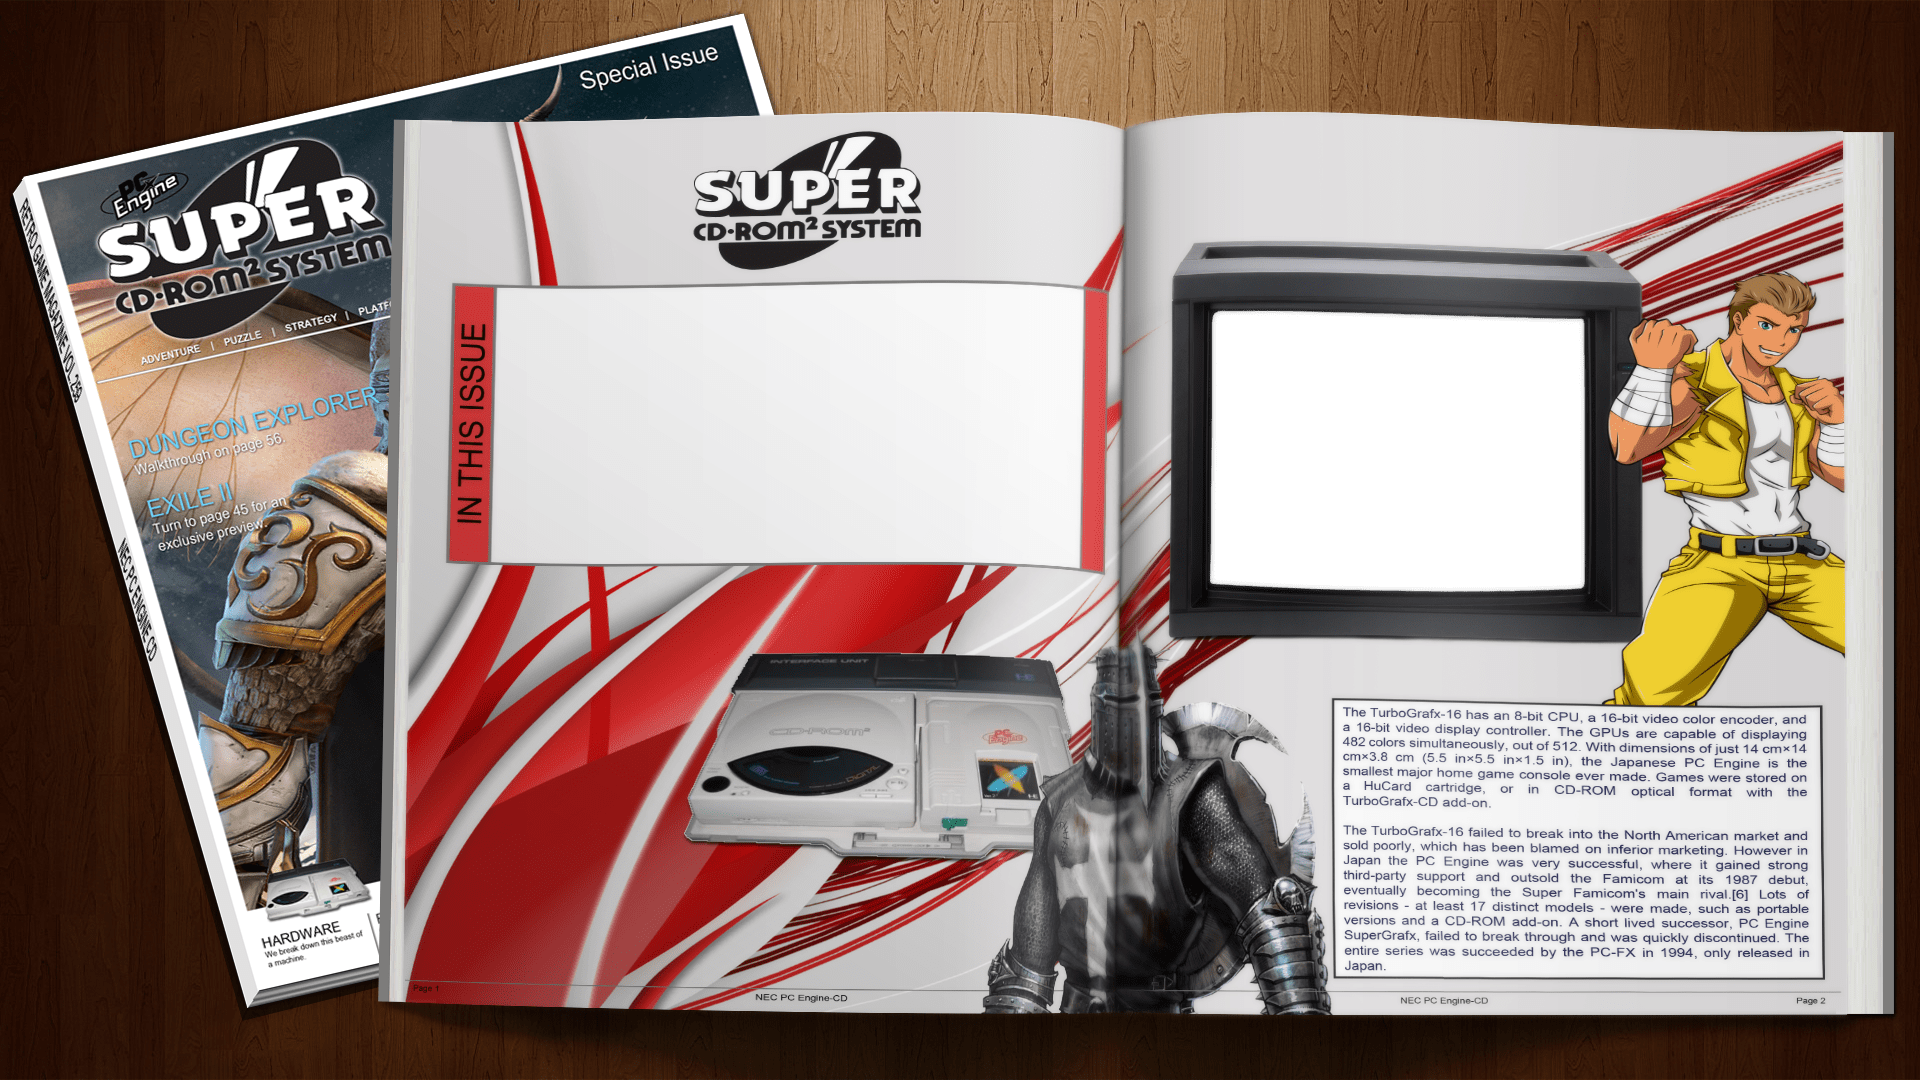 Special Issue
PC Engine
SUPER
CD-ROM² SYSTEM
ADVENTURE | PUZZLE | STRATEGY | PLATF
DUNGEON EXPLORER
Walkthrough on page 56.
EXILE II
Turn to page 45 for an
exclusive preview.
HARDWARE
We break down this beast of
a machine.
RETRO GAME MAGAZINE VOL. 259
NEC PC ENGINE CD
SUPER
CD-ROM² SYSTEM
IN THIS ISSUE
INTERFACE UNIT
CD-ROM²
PC Engine
Page 1
NEC PC Engine-CD
The TurboGrafx-16 has an 8-bit CPU, a 16-bit video color encoder, and
a 16-bit video display controller. The GPUs are capable of displaying
482 colors simultaneously, out of 512. With dimensions of just 14 cm×14
cm×3.8 cm (5.5 in×5.5 in×1.5 in), the Japanese PC Engine is the
smallest major home game console ever made. Games were stored on
a HuCard cartridge, or in CD-ROM optical format with the
TurboGrafx-CD add-on.
The TurboGrafx-16 failed to break into the North American market and
sold poorly, which has been blamed on inferior marketing. However in
Japan the PC Engine was very successful, where it gained strong
third-party support and outsold the Famicom at its 1987 debut,
eventually becoming the Super Famicom's main rival.[6] Lots of
revisions - at least 17 distinct models - were made, such as portable
versions and a CD-ROM add-on. A short lived successor, PC Engine
SuperGrafx, failed to break through and was quickly discontinued. The
entire series was succeeded by the PC-FX in 1994, only released in
Japan.
NEC PC Engine-CD
Page 2